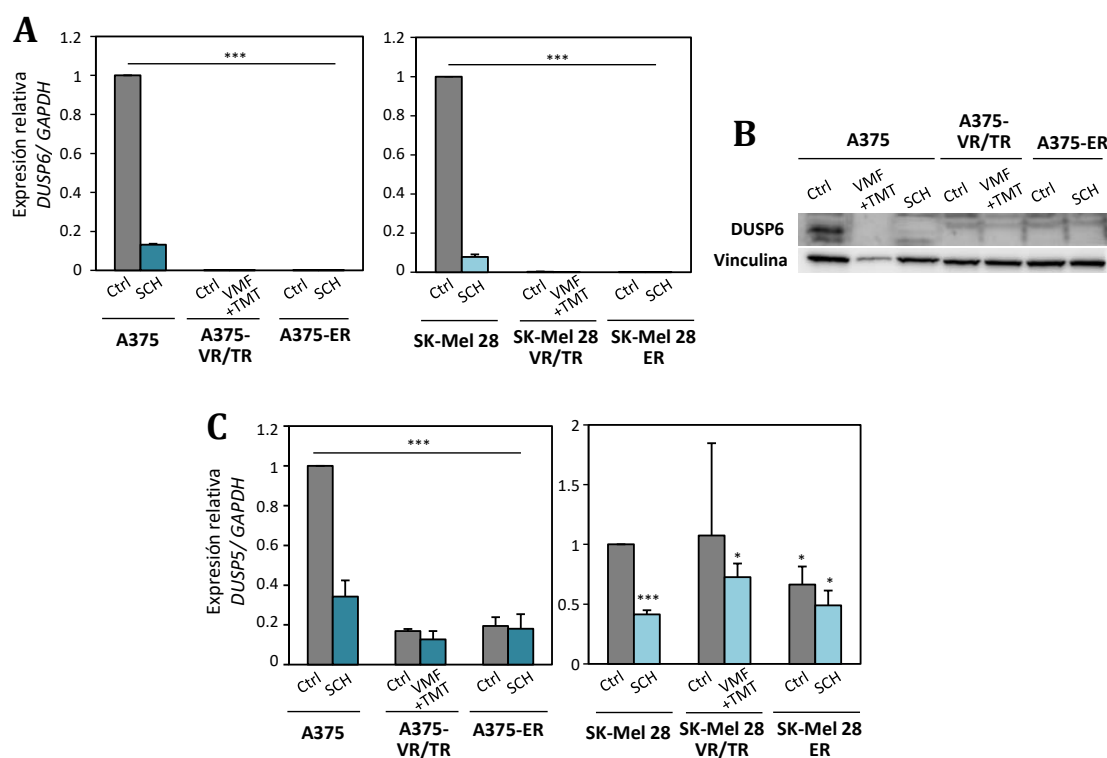 A
Expresión relativa
DUSP6/ GAPDH
1.2
1
0.8
0.6
0.4
0.2
0
***
Ctrl
SCH
Ctrl
VMF
+TMT
Ctrl
SCH
A375
A375-
VR/TR
A375-ER
1.2
1
0.8
0.6
0.4
0.2
0
***
Ctrl
SCH
Ctrl
VMF
+TMT
Ctrl
SCH
SK-Mel 28
SK-Mel 28
VR/TR
SK-Mel 28
ER
B
A375
A375-
VR/TR
A375-ER
Ctrl
VMF
+TMT
SCH
Ctrl
VMF
+TMT
Ctrl
SCH
DUSP6
Vinculina
C
Expresión relativa
DUSP5/ GAPDH
1.2
1
0.8
0.6
0.4
0.2
0
***
Ctrl
SCH
Ctrl
VMF
+TMT
Ctrl
SCH
A375
A375-
VR/TR
A375-ER
2
1.5
1
0.5
0
***
*
*
*
Ctrl
SCH
Ctrl
VMF
+TMT
Ctrl
SCH
SK-Mel 28
SK-Mel 28
VR/TR
SK-Mel 28
ER